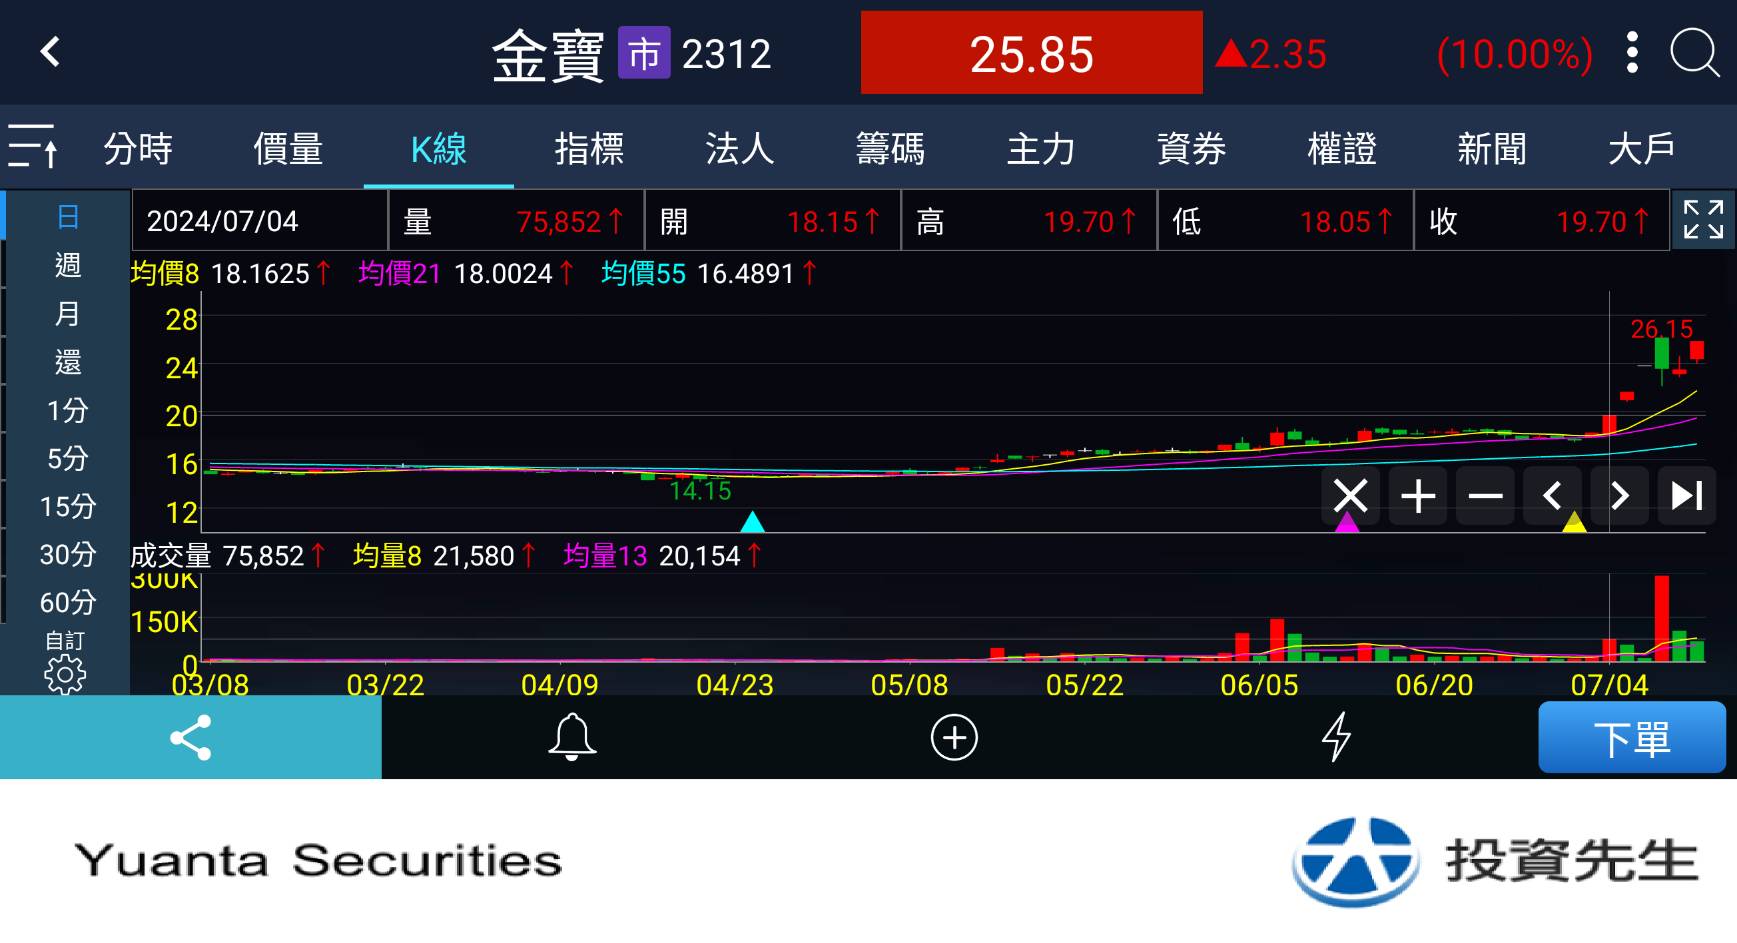 金寶 市 2312 25.85 ▲2.35 (10.00%)
分時 價量 K線 指標 法人 籌碼 主力 資券 權證 新聞 大戶
日 2024/07/04 量 75,852↑ 開 18.15↑ 高 19.70↑ 低 18.05↑ 收 19.70↑
均價8 18.1625↑ 均價21 18.0024↑ 均價55 16.4891↑
週
月
還
1分
5分
15分
30分
60分
自訂
28
24
20
16
12
26.15
14.15
成交量 75,852↑ 均量8 21,580↑ 均量13 20,154↑
300K
150K
0
03/08 03/22 04/09 04/23 05/08 05/22 06/05 06/20 07/04
下單
Yuanta Securities 投資先生